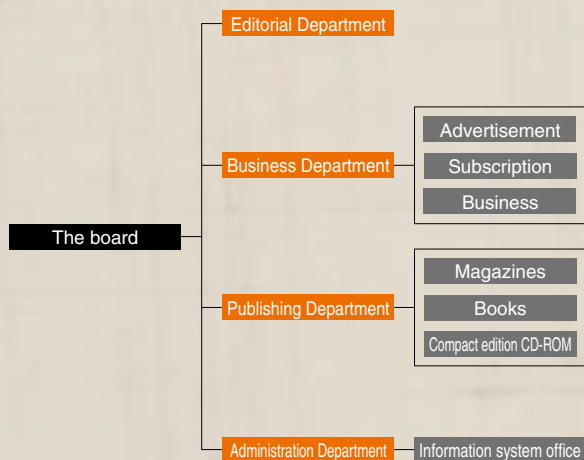 Editorial Department
Advertisement
Business Department
Subscription
Business
The board
Magazines
Publishing Department
Books
Compact edition CD-ROM
Administration Department
Information system office